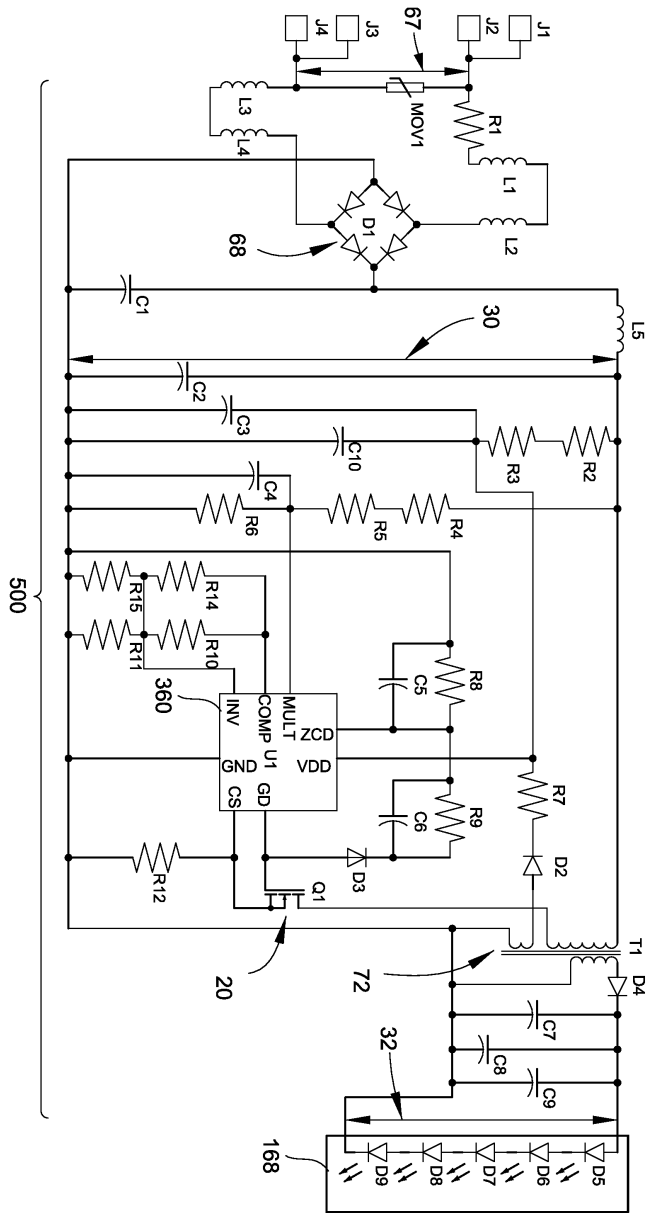 J1
J2
J3
J4
67
MOV1
R1
L1
L2
L3
L4
D1
68
C1
L5
30
C2
C3
C10
R3
R2
C4
R6
R5
R4
R15
R14
R11
R10
R8
C5
R9
C6
D3
360
INV
COMP
MULT
ZCD
U1
VDD
GND
GD
CS
R7
D2
R12
Q1
20
72
T1
D4
C7
C8
C9
32
D5
D6
D7
D8
D9
168
500